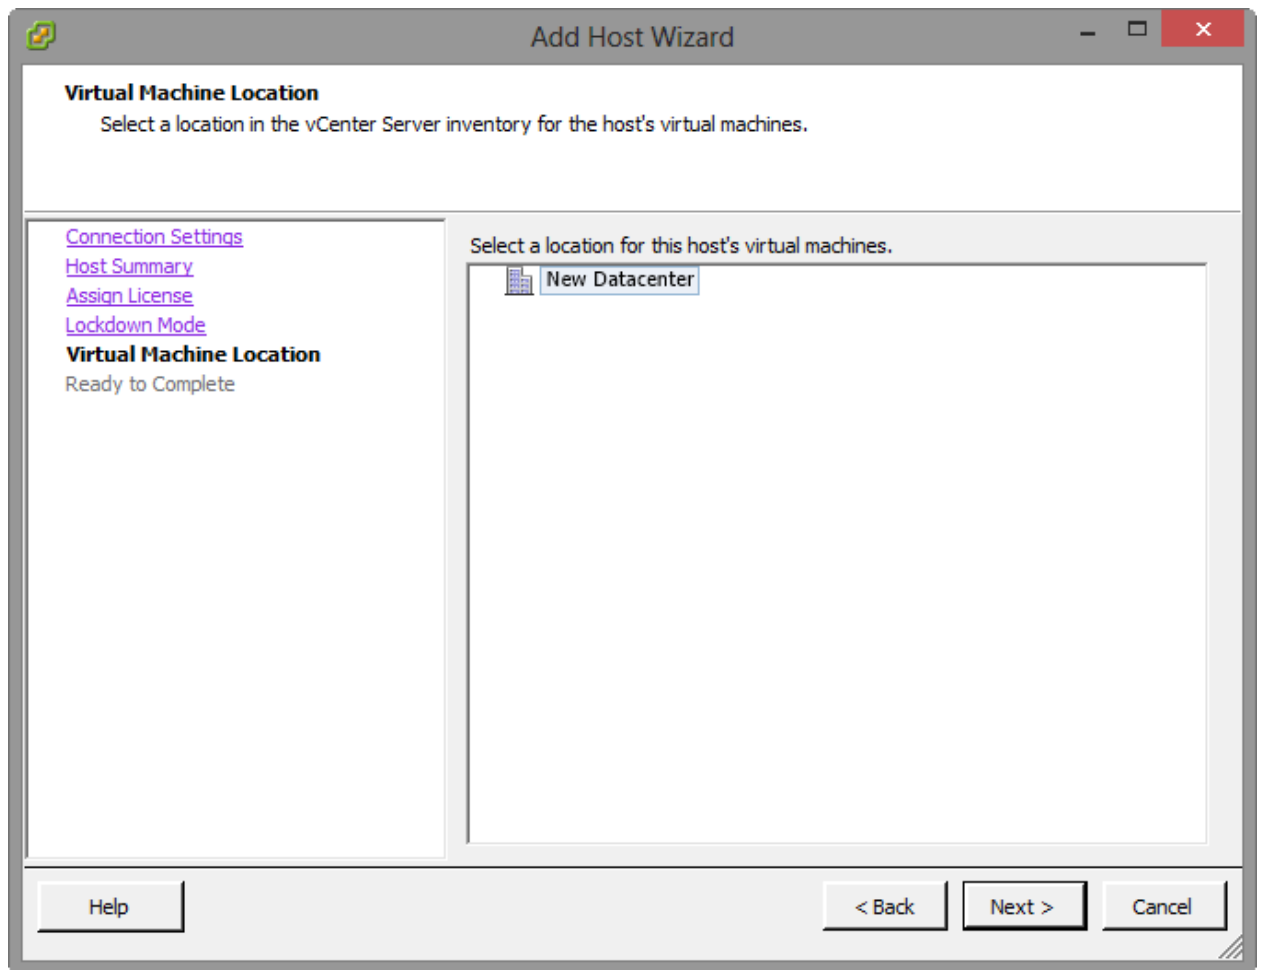 Add Host Wizard
Virtual Machine Location
Select a location in the vCenter Server inventory for the host's virtual machines.
Connection Settings
Host Summary
Assign License
Lockdown Mode
Virtual Machine Location
Ready to Complete
Select a location for this host's virtual machines.
New Datacenter
Help
< Back
Next >
Cancel